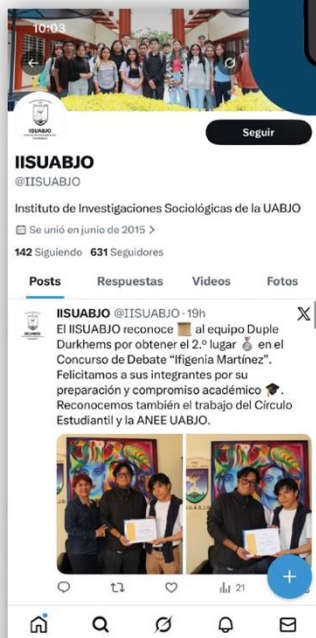 10:03
IISUABJO
Seguir
IISUABJO
@IISUABJO
Instituto de Investigaciones Sociológicas de la UABJO
Se unió en junio de 2015 >
142 Siguiendo 631 Seguidores
Posts Respuestas Videos Fotos
IISUABJO @IISUABJO · 19h
El IISUABJO reconoce 📜 al equipo Duple
Durkhems por obtener el 2.º lugar 🥈 en el
Concurso de Debate "Ifigenia Martínez".
Felicitamos a sus integrantes por su
preparación y compromiso académico 🎓.
Reconocemos también el trabajo del Círculo
Estudiantil y la ANEE UABJO.
21